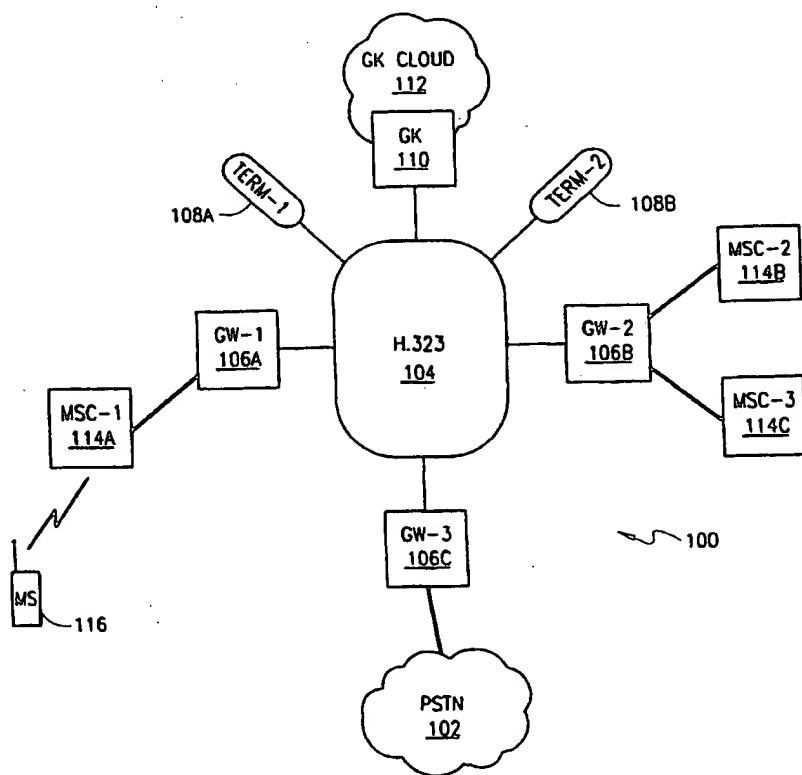 GK CLOUD
112
GK
110
TERM-1
TERM-2
108A
108B
MSC-2
114B
GW-1
106A
H.323
104
GW-2
106B
MSC-1
114A
MSC-3
114C
GW-3
106C
100
MS
116
PSTN
102